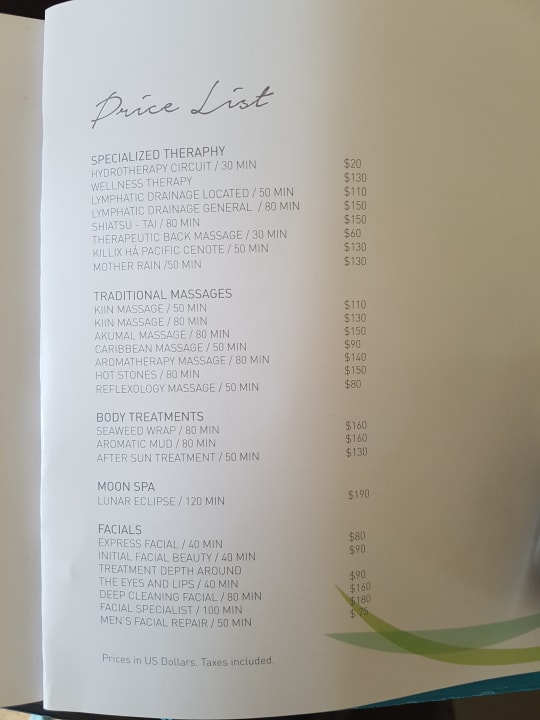 Price List
SPECIALIZED THERAPHY
HYDROTHERAPY CIRCUIT / 30 MIN $20
WELLNESS THERAPY $130
LYMPHATIC DRAINAGE LOCATED / 50 MIN $110
LYMPHATIC DRAINAGE GENERAL / 80 MIN $150
SHIATSU - TAI / 80 MIN $150
THERAPEUTIC BACK MASSAGE / 30 MIN $60
KILLIX HÁ PACIFIC CENOTE / 50 MIN $130
MOTHER RAIN /50 MIN $130
TRADITIONAL MASSAGES
KIIN MASSAGE / 50 MIN $110
KIIN MASSAGE / 80 MIN $130
AKUMAL MASSAGE / 80 MIN $150
CARIBBEAN MASSAGE / 50 MIN $90
AROMATHERAPY MASSAGE / 80 MIN $140
HOT STONES / 80 MIN $150
REFLEXOLOGY MASSAGE / 50 MIN $80
BODY TREATMENTS
SEAWEED WRAP / 80 MIN $160
AROMATIC MUD / 80 MIN $160
AFTER SUN TREATMENT / 50 MIN $130
MOON SPA
LUNAR ECLIPSE / 120 MIN $190
FACIALS
EXPRESS FACIAL / 40 MIN $80
INITIAL FACIAL BEAUTY / 40 MIN $90
TREATMENT DEPTH AROUND
THE EYES AND LIPS / 40 MIN $90
DEEP CLEANING FACIAL / 80 MIN $160
FACIAL SPECIALIST / 100 MIN $180
MEN'S FACIAL REPAIR / 50 MIN $ 75
Prices in US Dollars. Taxes included.